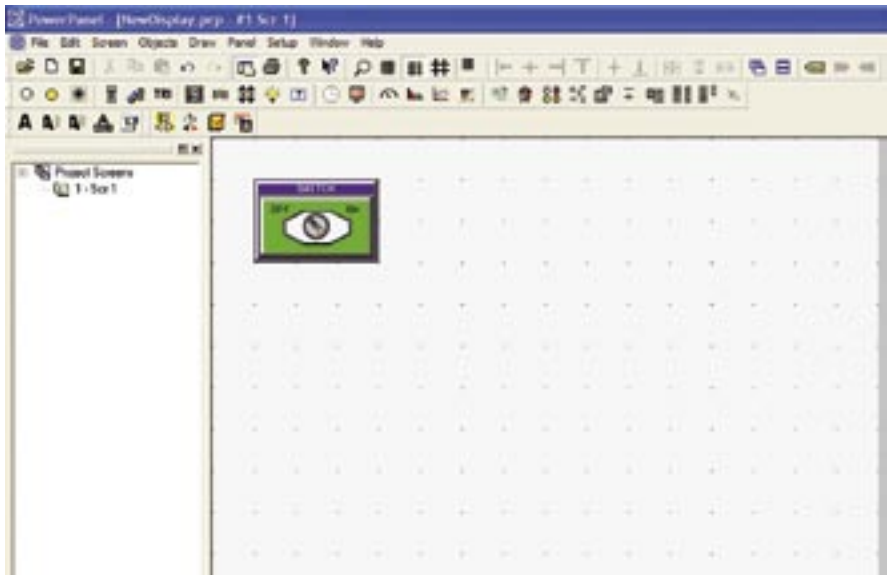 PowerPanel - [NewDisplay.prp - #1 Scr 1]
File Edit Screen Objects Draw Panel Setup Window Help
Project Screens
1 - Scr 1
SWITCH
OFF ON